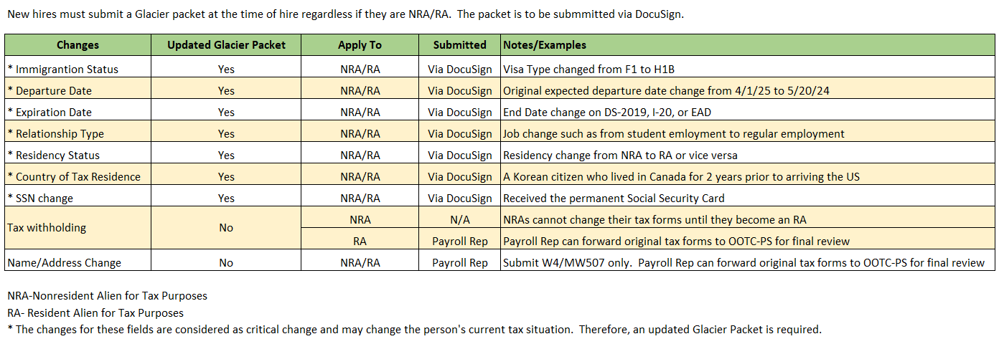 New hires must submit a Glacier packet at the time of hire regardless if they are NRA/RA.  The packet is to be submmitted via DocuSign.
Changes Updated Glacier Packet Apply To Submitted Notes/Examples
* Immigrantion Status Yes NRA/RA Via DocuSign Visa Type changed from F1 to H1B
* Departure Date Yes NRA/RA Via DocuSign Original expected departure date change from 4/1/25 to 5/20/24
* Expiration Date Yes NRA/RA Via DocuSign End Date change on DS-2019, I-20, or EAD
* Relationship Type Yes NRA/RA Via DocuSign Job change such as from student emloyment to regular employment
* Residency Status Yes NRA/RA Via DocuSign Residency change from NRA to RA or vice versa
* Country of Tax Residence Yes NRA/RA Via DocuSign A Korean citizen who lived in Canada for 2 years prior to arriving the US
* SSN change Yes NRA/RA Via DocuSign Received the permanent Social Security Card
Tax withholding No NRA N/A NRAs cannot change their tax forms until they become an RA
RA Payroll Rep Payroll Rep can forward original tax forms to OOTC-PS for final review
Name/Address Change No NRA/RA Payroll Rep Submit W4/MW507 only.  Payroll Rep can forward original tax forms to OOTC-PS for final review
NRA-Nonresident Alien for Tax Purposes
RA- Resident Alien for Tax Purposes
* The changes for these fields are considered as critical change and may change the person's current tax situation.  Therefore, an updated Glacier Packet is required.